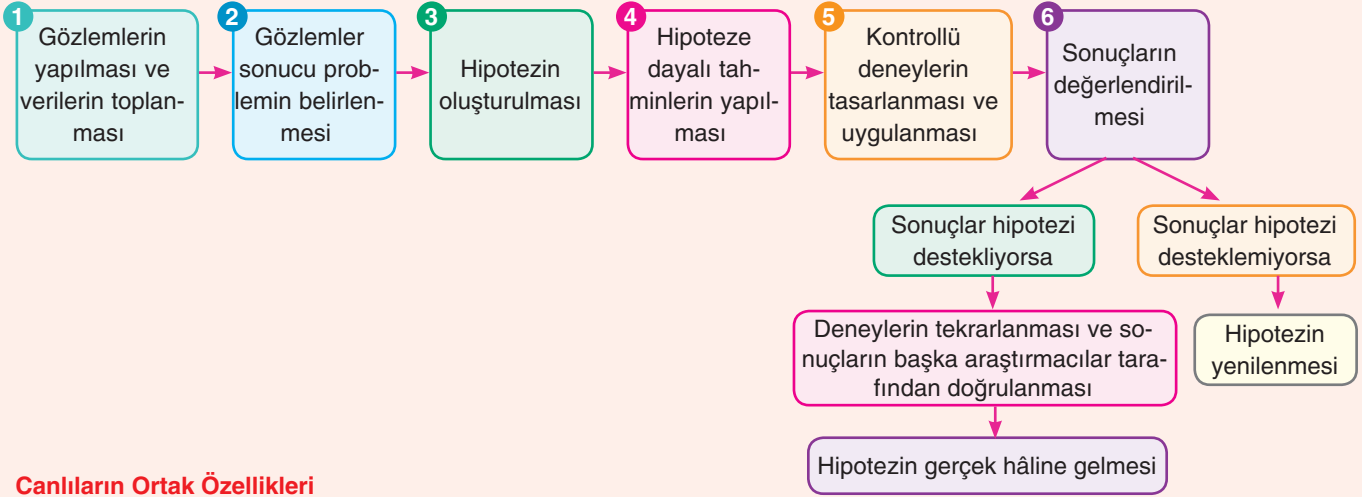 1
Gözlemlerin
yapılması ve
verilerin toplan-
ması
2
Gözlemler
sonucu prob-
lemin belirlen-
mesi
3
Hipotezin
oluşturulması
4
Hipoteze
dayalı tah-
minlerin yapıl-
ması
5
Kontrollü
deneylerin
tasarlanması ve
uygulanması
6
Sonuçların
değerlendiril-
mesi
Sonuçlar hipotezi
destekliyorsa
Sonuçlar hipotezi
desteklemiyorsa
Deneylerin tekrarlanması ve so-
nuçların başka araştırmacılar tara-
fından doğrulanması
Hipotezin
yenilenmesi
Hipotezin gerçek hâline gelmesi
Canlıların Ortak Özellikleri